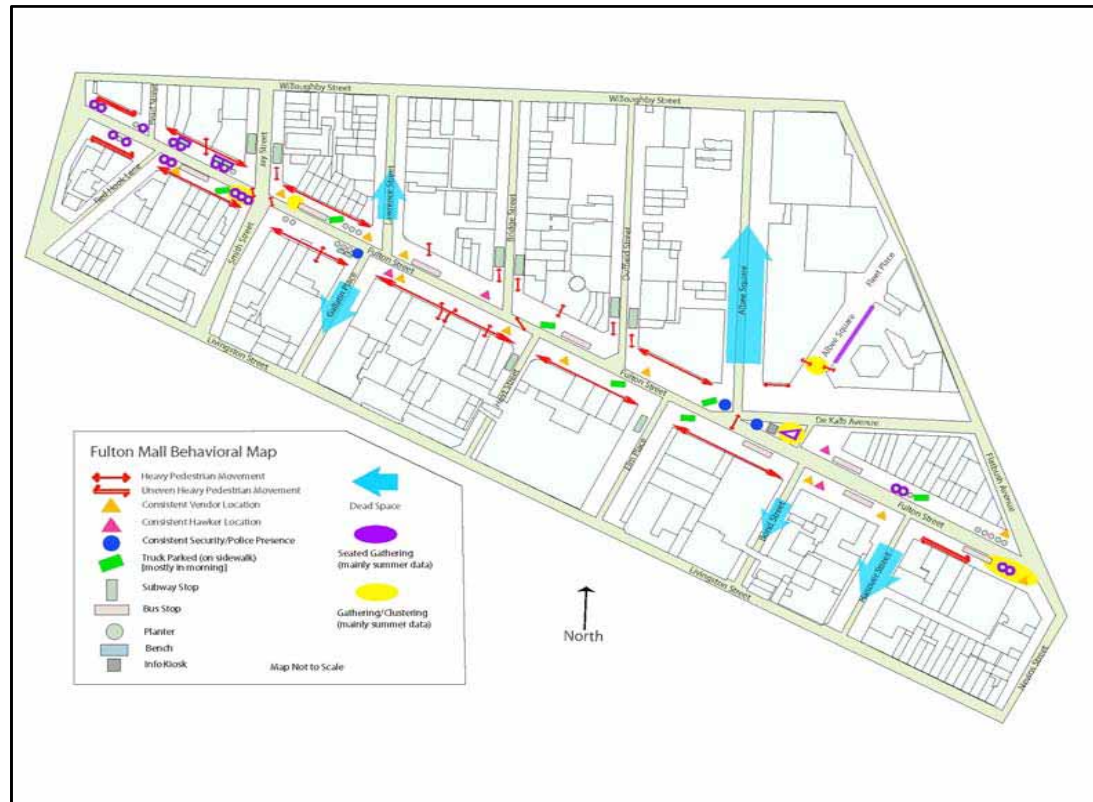 Willoughby Street
Willoughby Street
Pearl Street
Jay Street
Lawrence Street
Bridge Street
Duffield Street
Albee Square
Fleet Place
Albee Square
Red Hook Lane
Smith Street
Gallatin Place
Fulton Street
Livingston Street
Hoyt Street
Fulton Street
Elm Place
De Kalb Avenue
Flatbush Avenue
Fulton Street
Bond Street
Hanover Street
Livingston Street
Nevins Street
Fulton Mall Behavioral Map
Heavy Pedestrian Movement
Uneven Heavy Pedestrian Movement
Consistent Vendor Location
Consistent Hawker Location
Consistent Security/Police Presence
Truck Parked (on sidewalk)
[mostly in morning]
Subway Stop
Bus Stop
Planter
Bench
Info Kiosk
Dead Space
Seated Gathering
(mainly summer data)
Gathering/Clustering
(mainly summer data)
Map Not to Scale
North